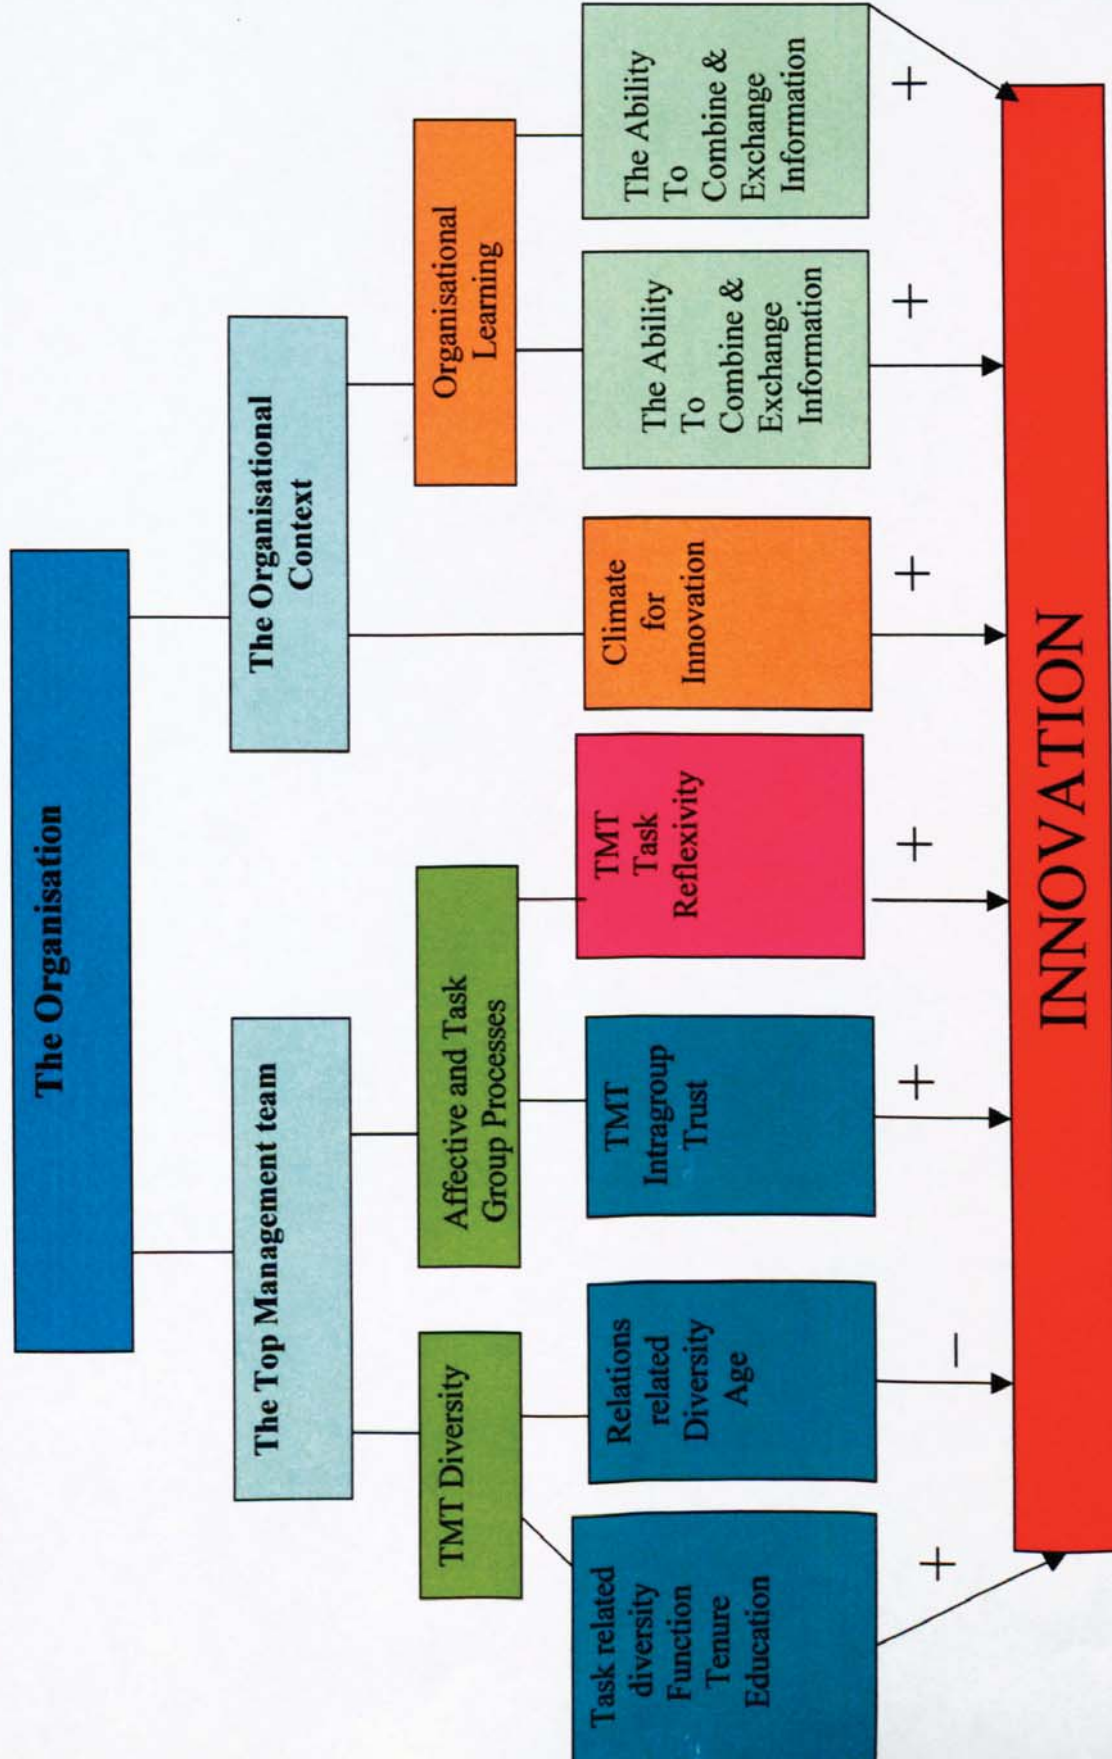 The Organisation
The Top Management team
The Organisational
Context
TMT Diversity
Affective and Task
Group Processes
Organisational
Learning
Task related
diversity
Function
Tenure
Education
Relations
related
Diversity
Age
TMT
Intragroup
Trust
TMT
Task
Reflexivity
Climate
for
Innovation
The Ability
To
Combine &
Exchange
Information
The Ability
To
Combine &
Exchange
Information
+
–
+
+
+
+
+
INNOVATION